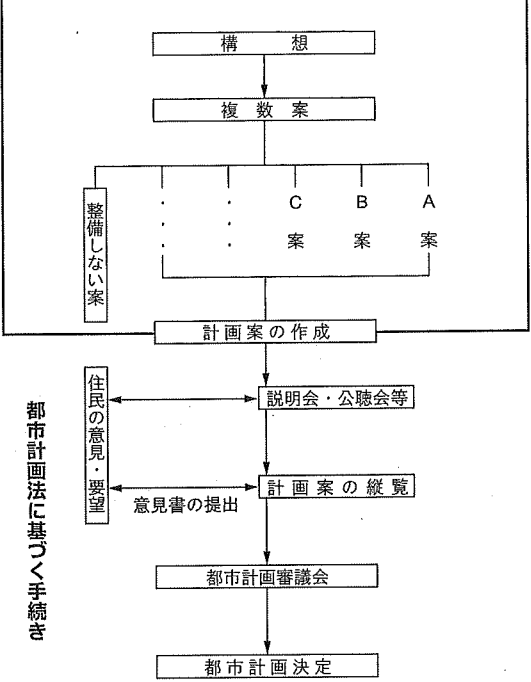 構想
複数案
整備しない案
・・・
・・・
C案
B案
A案
計画案の作成
住民の意見・要望
説明会・公聴会等
計画案の縦覧
意見書の提出
都市計画審議会
都市計画決定
都市計画法に基づく手続き